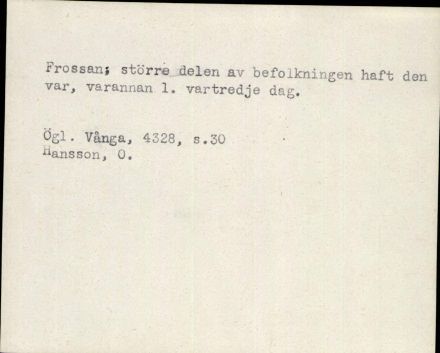 Frossan; större delen av befolkningen haft den
var, varannan l. vartredje dag.
Ögl. Vånga, 4328, s.30
Hansson, O.